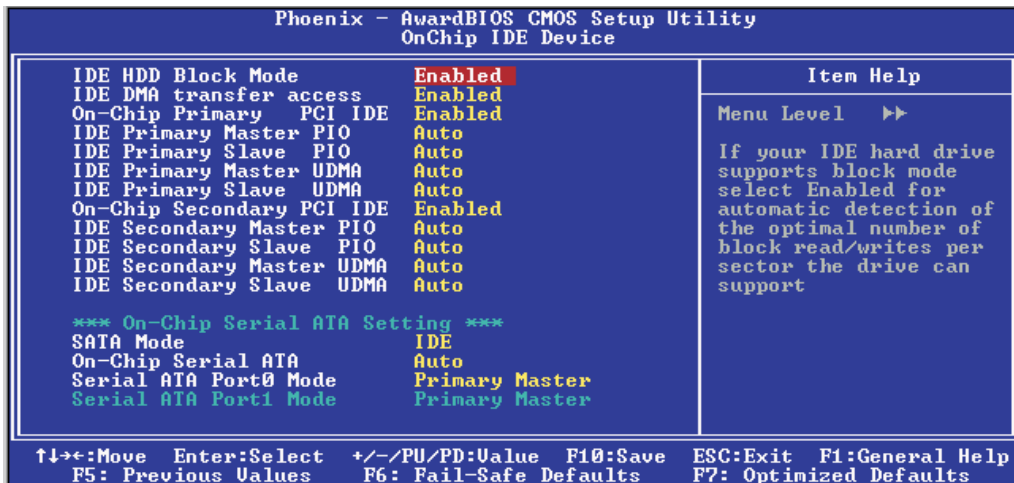 Phoenix - AwardBIOS CMOS Setup Utility
OnChip IDE Device
IDE HDD Block Mode Enabled
IDE DMA transfer access Enabled
On-Chip Primary PCI IDE Enabled
IDE Primary Master PIO Auto
IDE Primary Slave PIO Auto
IDE Primary Master UDMA Auto
IDE Primary Slave UDMA Auto
On-Chip Secondary PCI IDE Enabled
IDE Secondary Master PIO Auto
IDE Secondary Slave PIO Auto
IDE Secondary Master UDMA Auto
IDE Secondary Slave UDMA Auto
*** On-Chip Serial ATA Setting ***
SATA Mode IDE
On-Chip Serial ATA Auto
Serial ATA Port0 Mode Primary Master
Serial ATA Port1 Mode Primary Master
Item Help
Menu Level ▶▶
If your IDE hard drive
supports block mode
select Enabled for
automatic detection of
the optimal number of
block read/writes per
sector the drive can
support
↑↓→←:Move Enter:Select +/-/PU/PD:Value F10:Save ESC:Exit F1:General Help
F5: Previous Values F6: Fail-Safe Defaults F7: Optimized Defaults